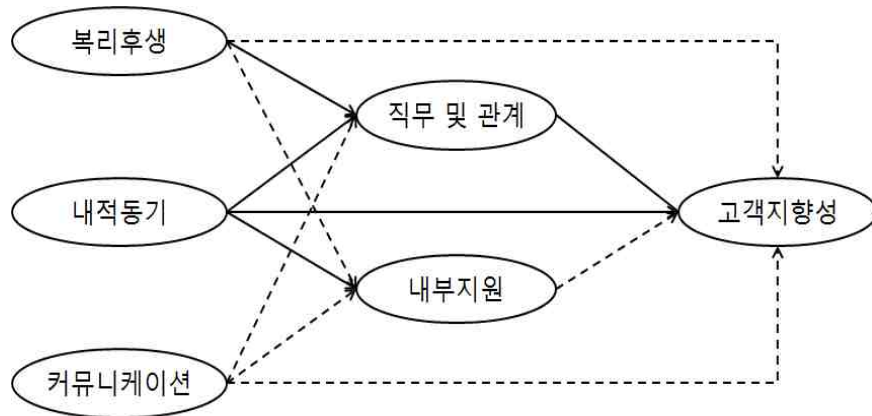 복리후생
직무 및 관계
내적동기
고객지향성
내부지원
커뮤니케이션